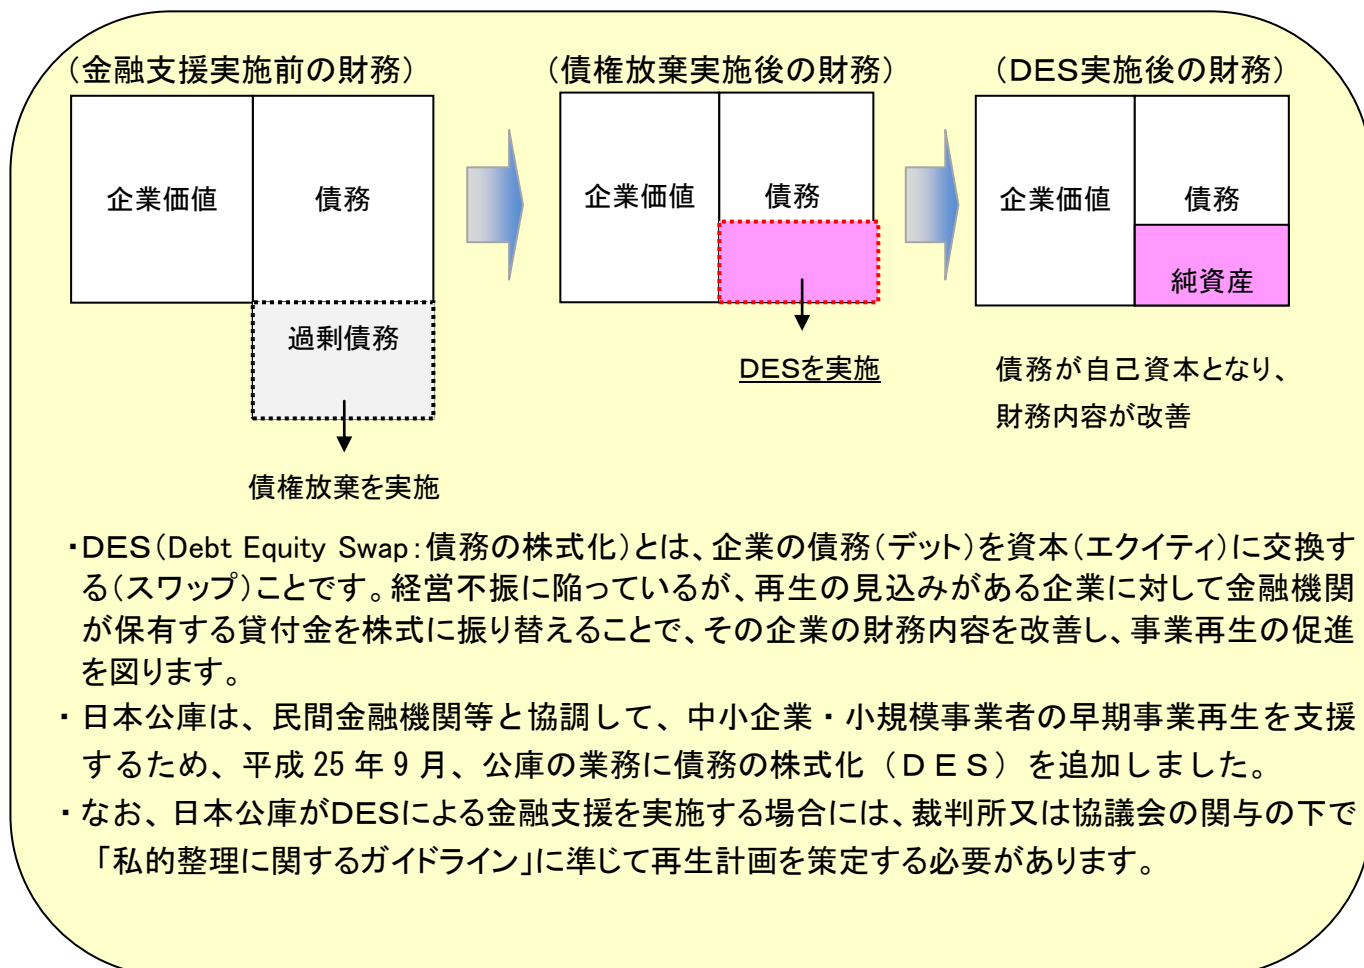 （金融支援実施前の財務）
（債権放棄実施後の財務）
（DES実施後の財務）
企業価値
債務
企業価値
債務
企業価値
債務
純資産
過剰債務
DESを実施
債務が自己資本となり、
財務内容が改善
債権放棄を実施
・DES（Debt Equity Swap：債務の株式化）とは、企業の債務（デット）を資本（エクイティ）に交換す
る（スワップ）ことです。経営不振に陥っているが、再生の見込みがある企業に対して金融機関
が保有する貸付金を株式に振り替えることで、その企業の財務内容を改善し、事業再生の促進
を図ります。
・日本公庫は、民間金融機関等と協調して、中小企業・小規模事業者の早期事業再生を支援
するため、平成 25 年 9 月、公庫の業務に債務の株式化（ＤＥＳ）を追加しました。
・なお、日本公庫がDESによる金融支援を実施する場合には、裁判所又は協議会の関与の下で
「私的整理に関するガイドライン」に準じて再生計画を策定する必要があります。